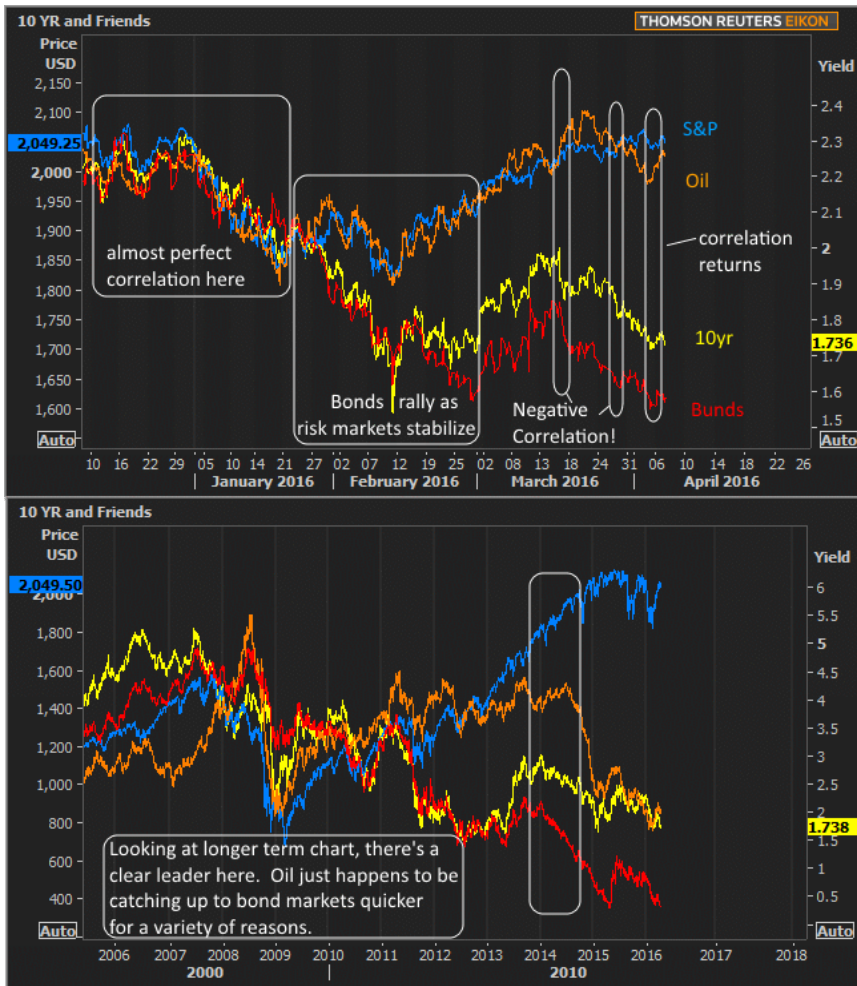 10 YR and Friends
THOMSON REUTERS EIKON
Price
USD
Yield
2,150
2,100
2,049.25
2,000
1,950
1,900
1,850
1,800
1,750
1,700
1,650
1,600
Auto
2.4
2.3
2.2
2.1
2
1.9
1.8
1.736
1.7
1.6
1.5
Auto
S&P
Oil
almost perfect
correlation here
correlation
returns
10yr
Bonds rally as
risk markets stabilize
Negative
Correlation!
Bunds
10 16 22 29 05 10 14 21 27 02 07 12 19 25 02 08 13 18 24 31 06 10 14 18 22 26
January 2016 February 2016 March 2016 April 2016
10 YR and Friends
Price
USD
Yield
2,049.50
2,000
1,800
1,600
1,400
1,200
1,000
800
600
400
Auto
6
5.5
5
4.5
4
3.5
3
2.5
2
1.738
1
0.5
Auto
Looking at longer term chart, there's a
clear leader here. Oil just happens to be
catching up to bond markets quicker
for a variety of reasons.
2006 2007 2008 2009 2010 2011 2012 2013 2014 2015 2016 2017 2018
2000 2010